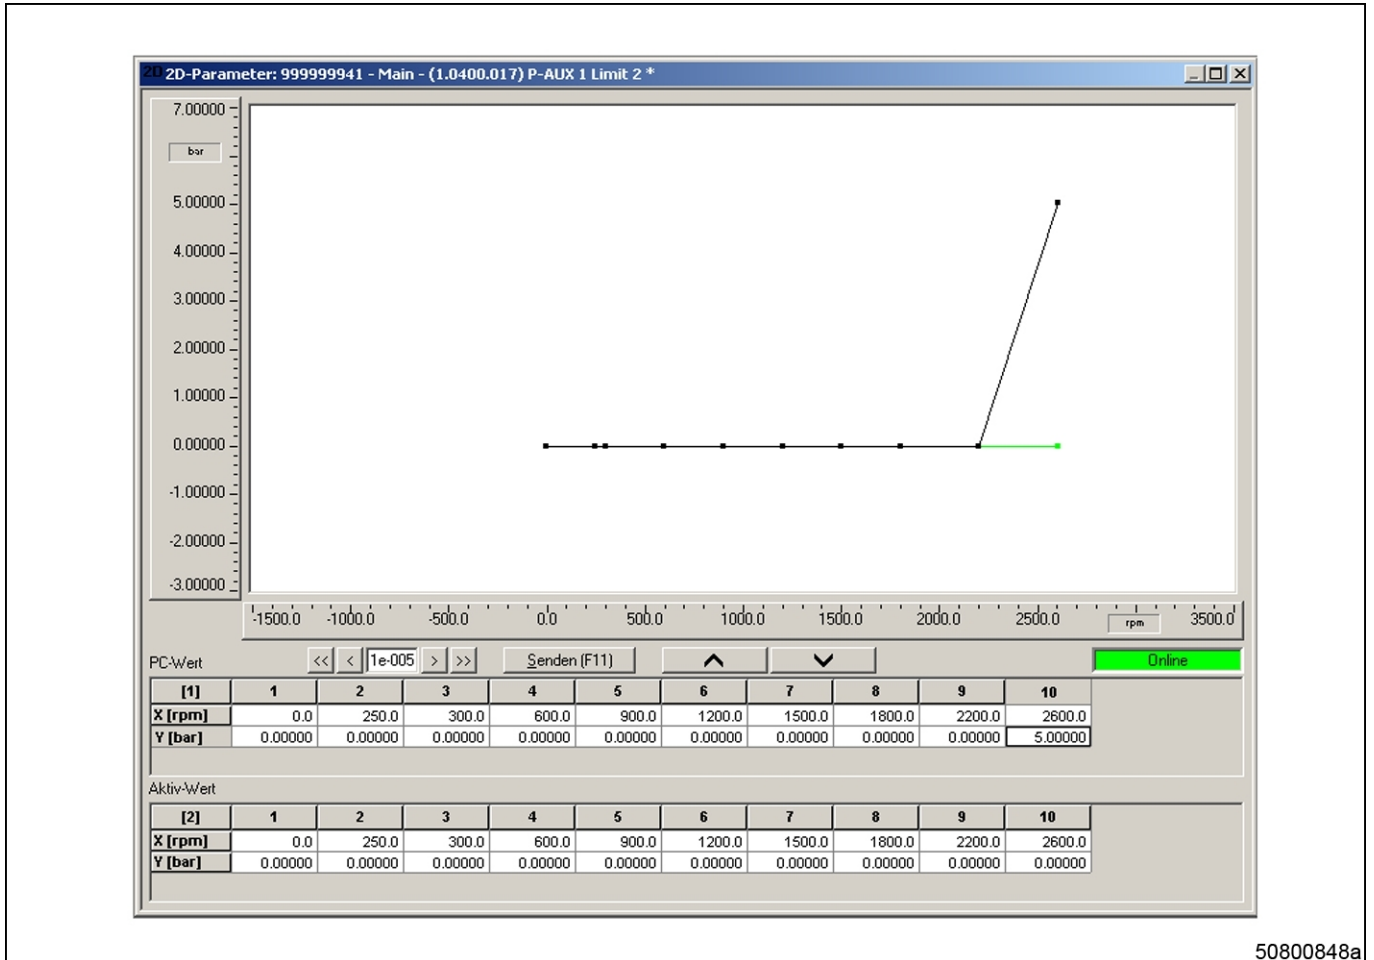 2D 2D-Parameter: 999999941 - Main - (1.0400.017) P-AUX 1 Limit 2 *
7.00000
bar
5.00000
4.00000
3.00000
2.00000
1.00000
0.00000
-1.00000
-2.00000
-3.00000
-1500.0 -1000.0 -500.0 0.0 500.0 1000.0 1500.0 2000.0 2500.0 rpm 3500.0
PC-Wert << < 1e-005 > >> Senden (F11) Online
[1] 1 2 3 4 5 6 7 8 9 10
X [rpm] 0.0 250.0 300.0 600.0 900.0 1200.0 1500.0 1800.0 2200.0 2600.0
Y [bar] 0.00000 0.00000 0.00000 0.00000 0.00000 0.00000 0.00000 0.00000 0.00000 5.00000
Aktiv-Wert
[2] 1 2 3 4 5 6 7 8 9 10
X [rpm] 0.0 250.0 300.0 600.0 900.0 1200.0 1500.0 1800.0 2200.0 2600.0
Y [bar] 0.00000 0.00000 0.00000 0.00000 0.00000 0.00000 0.00000 0.00000 0.00000 0.00000
50800848a